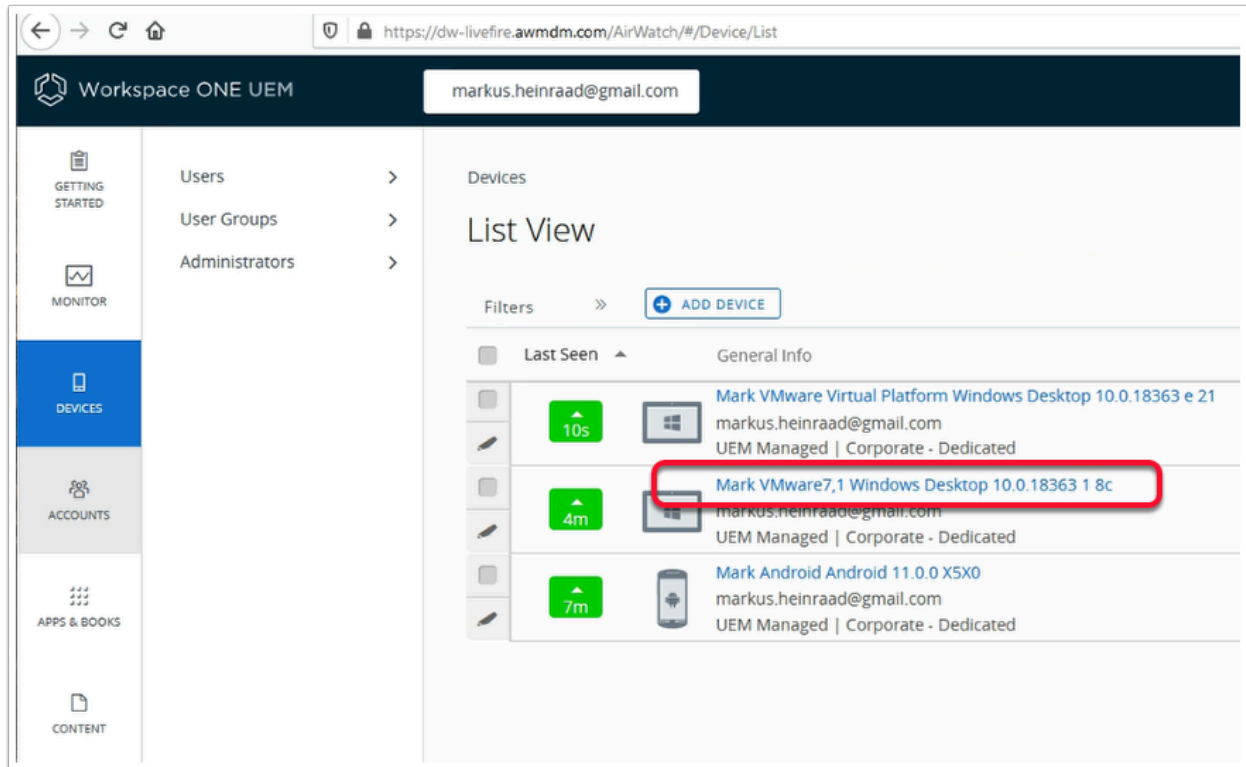 https://dw-livefire.awmdm.com/AirWatch/#/Device/List
Workspace ONE UEM
markus.heinraad@gmail.com
GETTING
STARTED
MONITOR
DEVICES
ACCOUNTS
APPS & BOOKS
CONTENT
Users
User Groups
Administrators
Devices
List View
Filters
ADD DEVICE
Last Seen
General Info
10s
Mark VMware Virtual Platform Windows Desktop 10.0.18363 e 21
markus.heinraad@gmail.com
UEM Managed | Corporate - Dedicated
4m
Mark VMware7,1 Windows Desktop 10.0.18363 1 8c
markus.heinraad@gmail.com
UEM Managed | Corporate - Dedicated
7m
Mark Android Android 11.0.0 X5X0
markus.heinraad@gmail.com
UEM Managed | Corporate - Dedicated